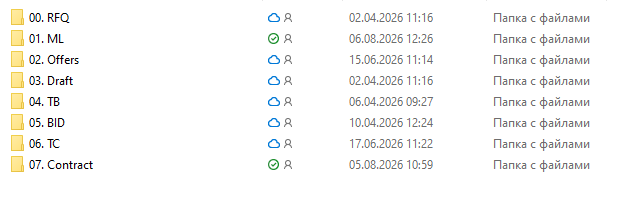 00. RFQ 02.04.2026 11:16 Папка с файлами
01. ML 06.08.2026 12:26 Папка с файлами
02. Offers 15.06.2026 11:14 Папка с файлами
03. Draft 02.04.2026 11:16 Папка с файлами
04. TB 06.04.2026 09:27 Папка с файлами
05. BID 10.04.2026 12:24 Папка с файлами
06. TC 17.06.2026 11:22 Папка с файлами
07. Contract 05.08.2026 10:59 Папка с файлами